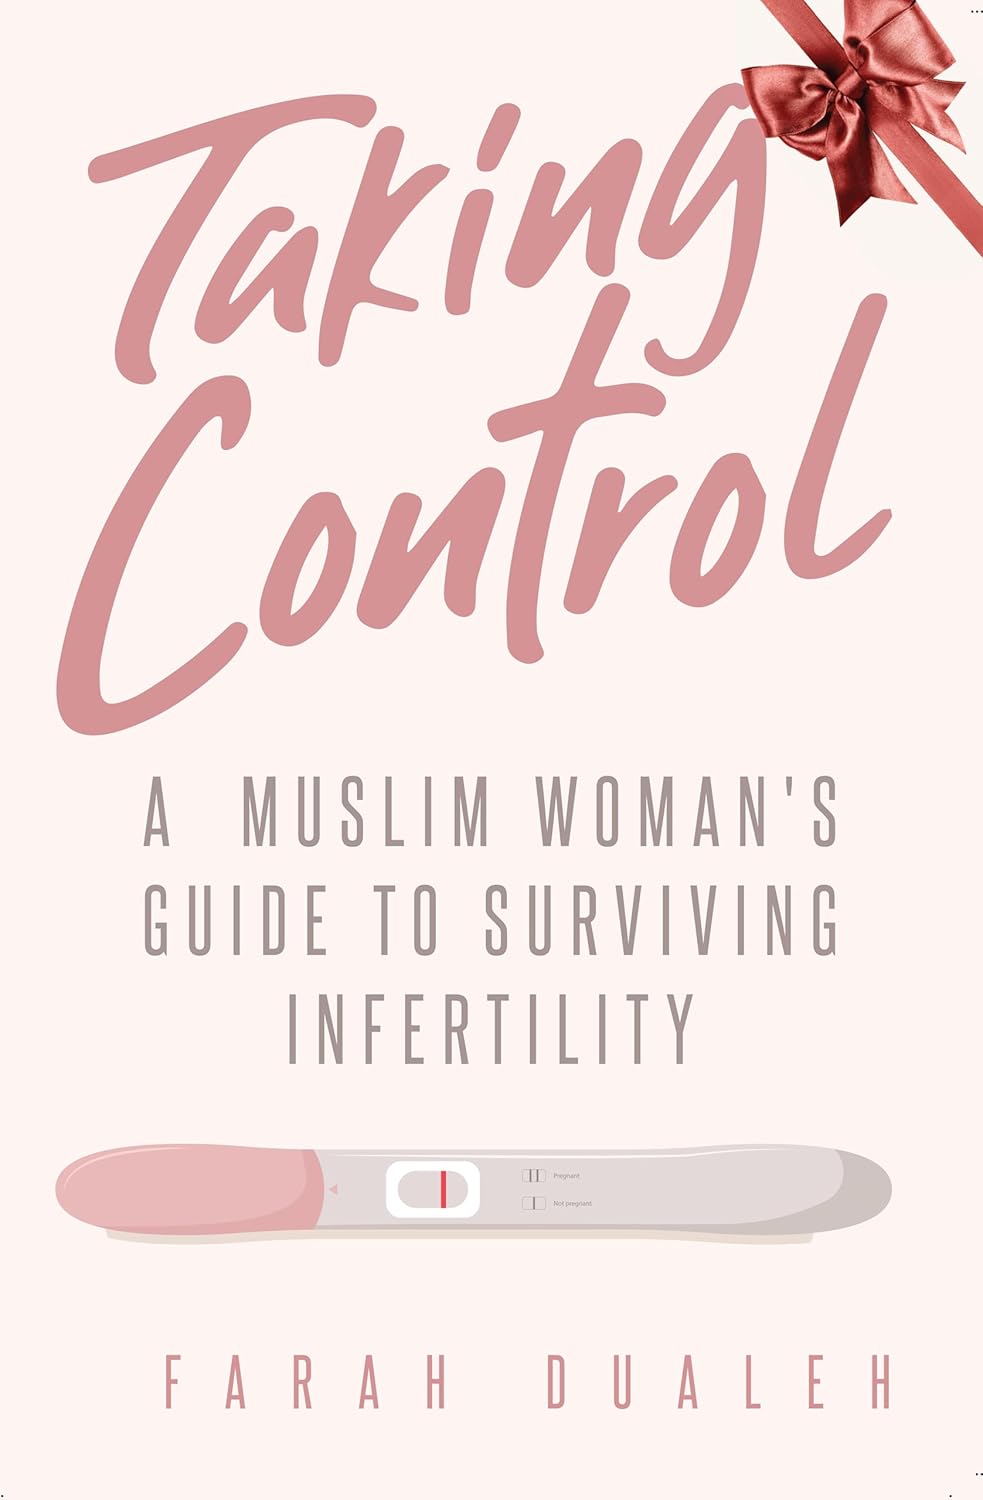 Taking
Control
A MUSLIM WOMAN'S
GUIDE TO SURVIVING
INFERTILITY
Pregnant
Not pregnant
FARAH DUALEH